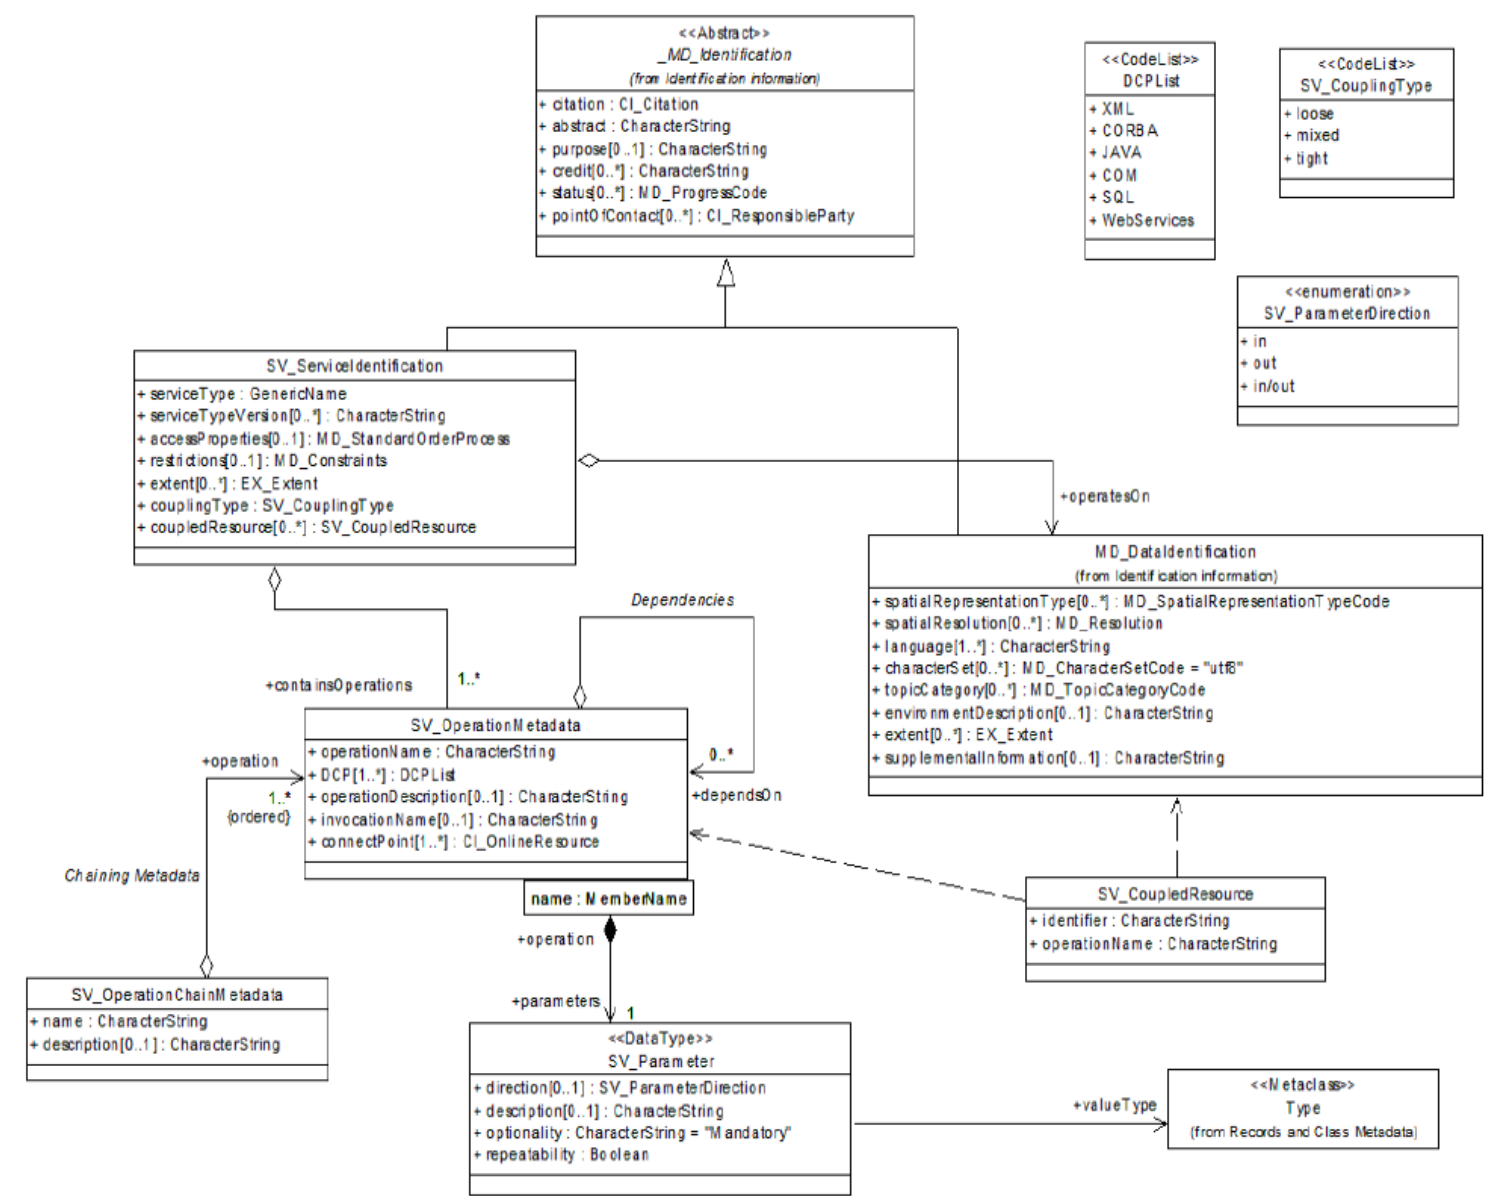 <<Abstract>>
_MD_Identification
(from Identification information)
+ citation : CI_Citation
+ abstract : CharacterString
+ purpose[0..1] : CharacterString
+ credit[0..*] : CharacterString
+ status[0..*] : MD_ProgressCode
+ pointOfContact[0..*] : CI_ResponsibleParty
<<CodeList>>
DCPList
+ XML
+ CORBA
+ JAVA
+ COM
+ SQL
+ WebServices
<<CodeList>>
SV_CouplingType
+ loose
+ mixed
+ tight
<<enumeration>>
SV_ParameterDirection
+ in
+ out
+ in/out
SV_ServiceIdentification
+ serviceType : GenericName
+ serviceTypeVersion[0..*] : CharacterString
+ accessProperties[0..1] : MD_StandardOrderProcess
+ restrictions[0..1] : MD_Constraints
+ extent[0..*] : EX_Extent
+ couplingType : SV_CouplingType
+ coupledResource[0..*] : SV_CoupledResource
+operatesOn
MD_DataIdentification
(from Identification information)
+ spatialRepresentationType[0..*] : MD_SpatialRepresentationTypeCode
+ spatialResolution[0..*] : MD_Resolution
+ language[1..*] : CharacterString
+ characterSet[0..*] : MD_CharacterSetCode = "utf8"
+ topicCategory[0..*] : MD_TopicCategoryCode
+ environmentDescription[0..1] : CharacterString
+ extent[0..*] : EX_Extent
+ supplementalInformation[0..1] : CharacterString
Dependencies
+containsOperations
1..*
SV_OperationMetadata
+ operationName : CharacterString
+ DCP[1..*] : DCPList
+ operationDescription[0..1] : CharacterString
+ invocationName[0..1] : CharacterString
+ connectPoint[1..*] : CI_OnlineResource
0..*
+dependsOn
+operation
1..*
{ordered}
Chaining Metadata
name : MemberName
+operation
+parameters
1
SV_CoupledResource
+ identifier : CharacterString
+ operationName : CharacterString
SV_OperationChainMetadata
+ name : CharacterString
+ description[0..1] : CharacterString
<<DataType>>
SV_Parameter
+ direction[0..1] : SV_ParameterDirection
+ description[0..1] : CharacterString
+ optionality : CharacterString = "Mandatory"
+ repeatability : Boolean
+valueType
<<Metaclass>>
Type
(from Records and Class Metadata)